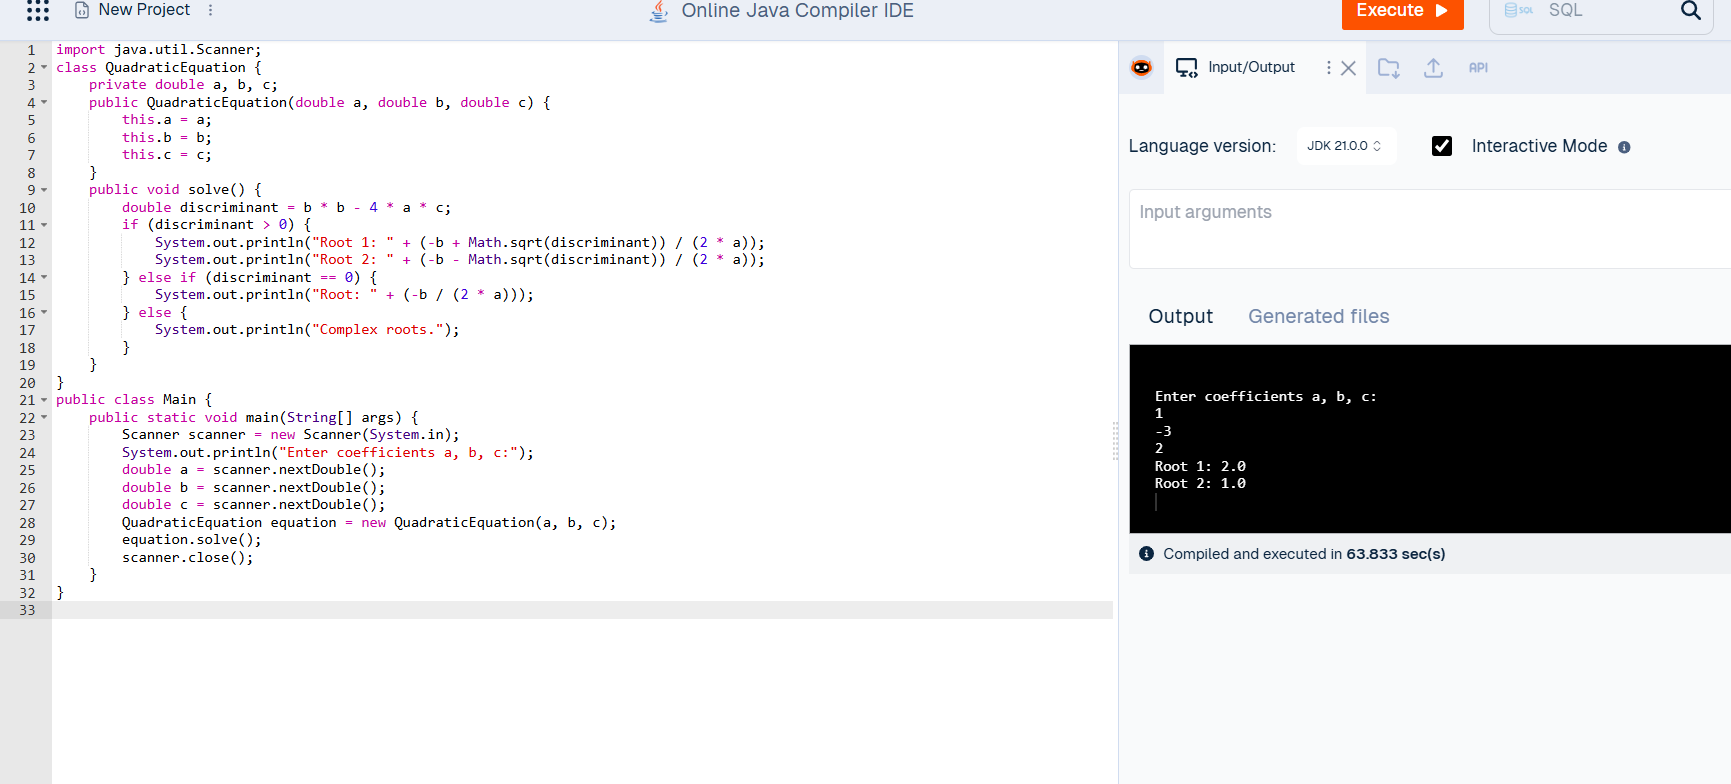 New Project
Online Java Compiler IDE
Execute
SQL
SQL
1 import java.util.Scanner;
2 class QuadraticEquation {
3     private double a, b, c;
4     public QuadraticEquation(double a, double b, double c) {
5         this.a = a;
6         this.b = b;
7         this.c = c;
8     }
9     public void solve() {
10         double discriminant = b * b - 4 * a * c;
11         if (discriminant > 0) {
12             System.out.println("Root 1: " + (-b + Math.sqrt(discriminant)) / (2 * a));
13             System.out.println("Root 2: " + (-b - Math.sqrt(discriminant)) / (2 * a));
14         } else if (discriminant == 0) {
15             System.out.println("Root: " + (-b / (2 * a)));
16         } else {
17             System.out.println("Complex roots.");
18         }
19     }
20 }
21 public class Main {
22     public static void main(String[] args) {
23         Scanner scanner = new Scanner(System.in);
24         System.out.println("Enter coefficients a, b, c:");
25         double a = scanner.nextDouble();
26         double b = scanner.nextDouble();
27         double c = scanner.nextDouble();
28         QuadraticEquation equation = new QuadraticEquation(a, b, c);
29         equation.solve();
30         scanner.close();
31     }
32 }
33
Input/Output
API
Language version:
JDK 21.0.0
Interactive Mode
Input arguments
Output
Generated files
Enter coefficients a, b, c:
1
-3
2
Root 1: 2.0
Root 2: 1.0
Compiled and executed in 63.833 sec(s)